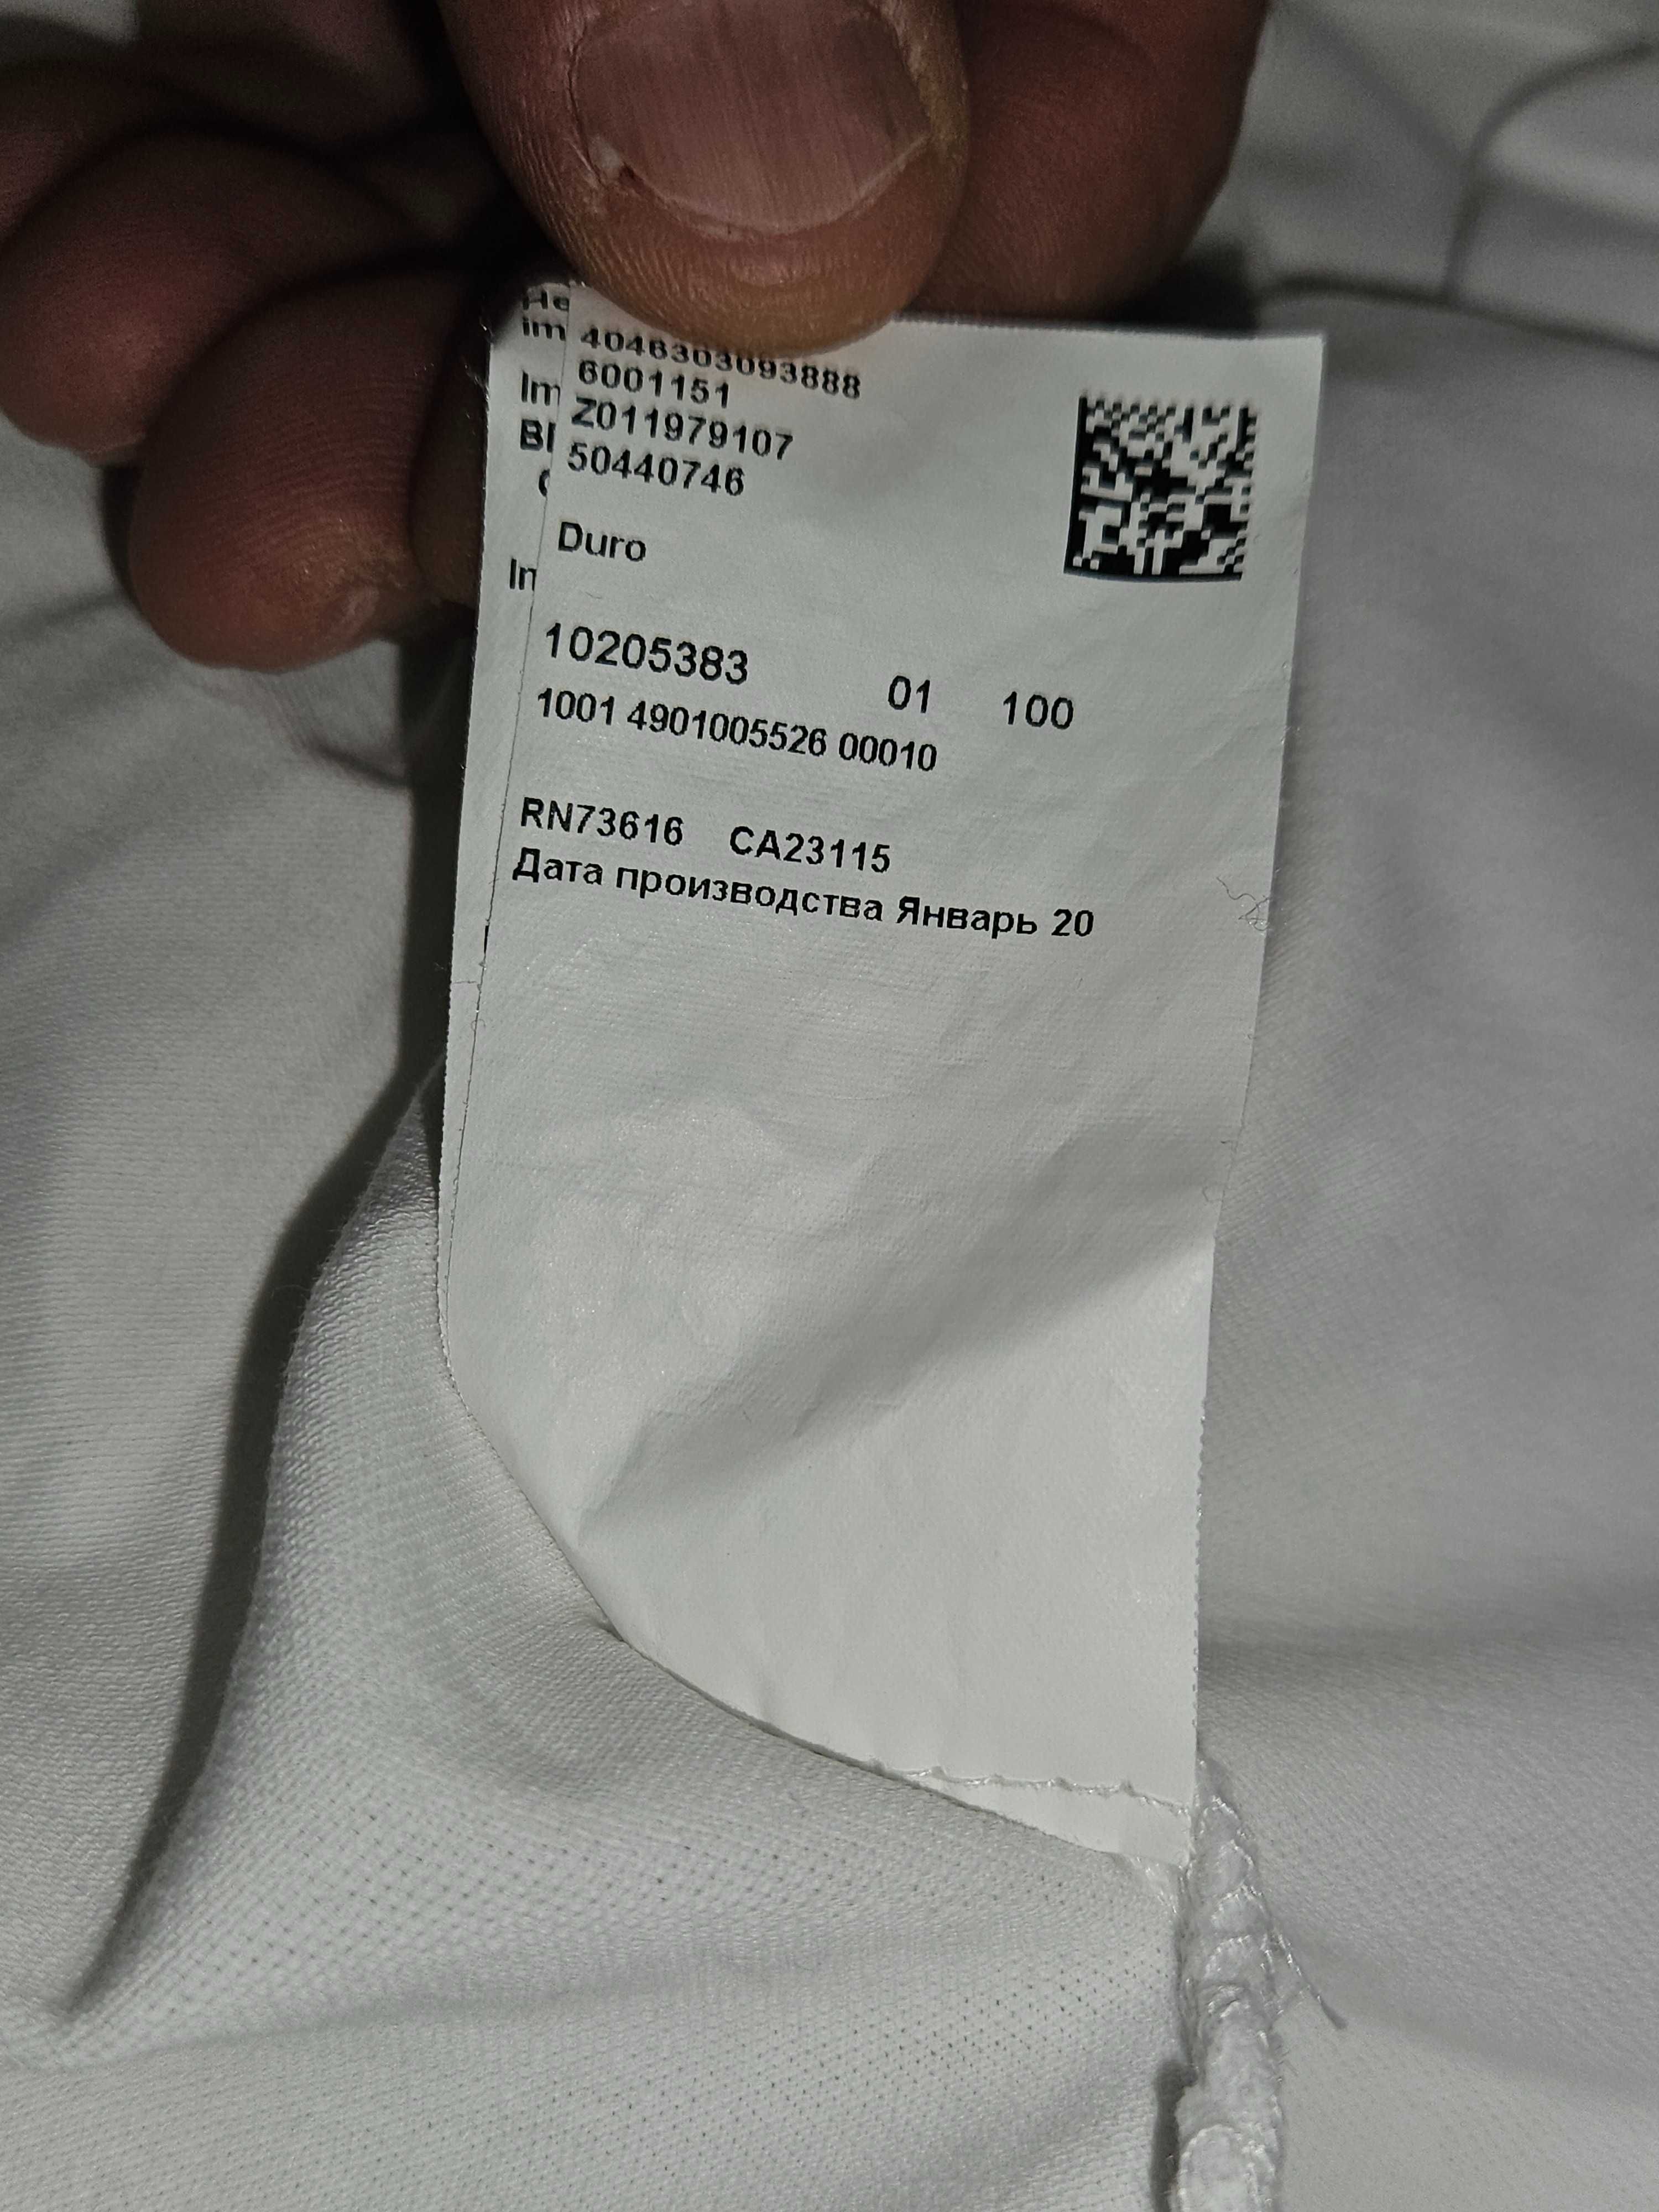 4046303093888
6001151
Z011979107
50440746
Duro
10205383 01 100
1001 4901005526 00010
RN73616 CA23115
Дата производства Январь 20